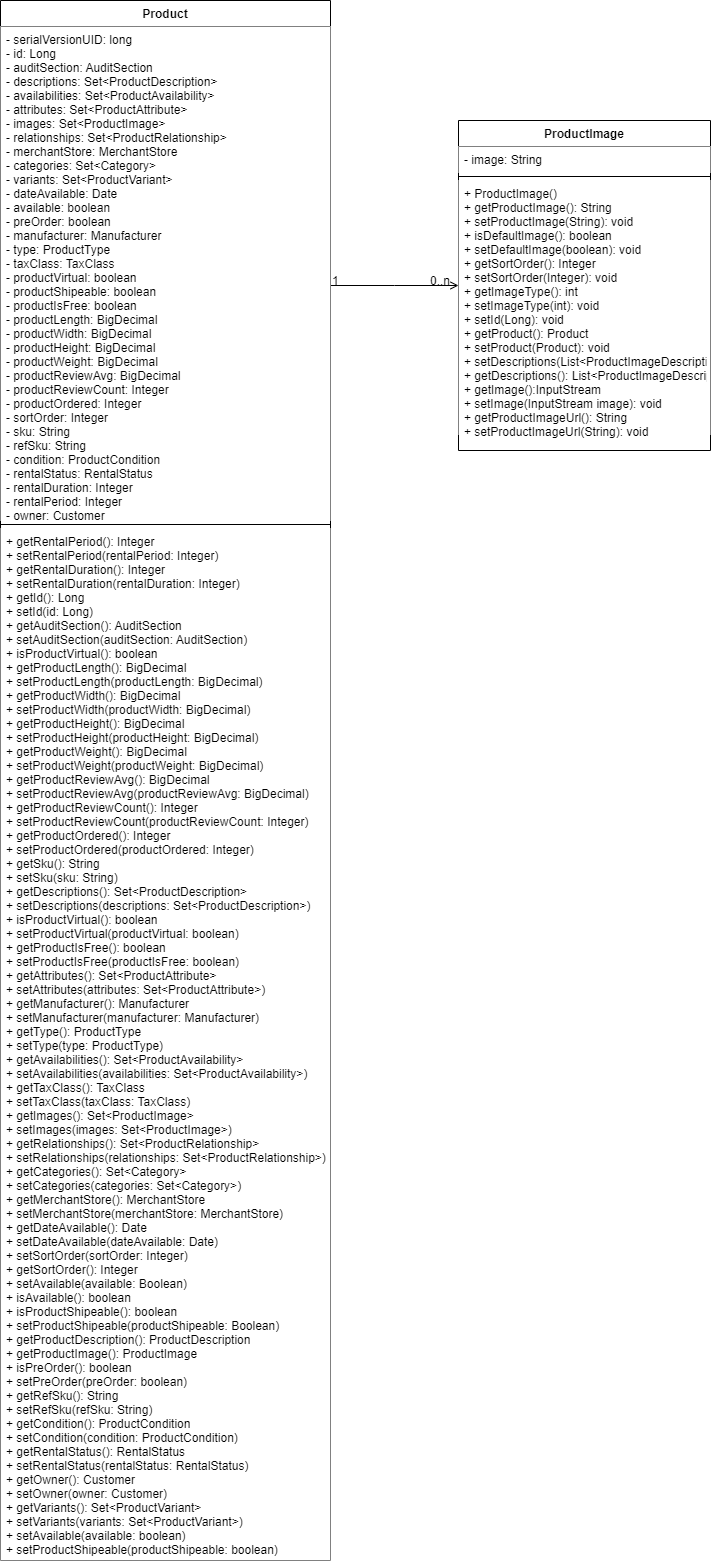 Product
- serialVersionUID: long
- id: Long
- auditSection: AuditSection
- descriptions: Set<ProductDescription>
- availabilities: Set<ProductAvailability>
- attributes: Set<ProductAttribute>
- images: Set<ProductImage>
- relationships: Set<ProductRelationship>
- merchantStore: MerchantStore
- categories: Set<Category>
- variants: Set<ProductVariant>
- dateAvailable: Date
- available: boolean
- preOrder: boolean
- manufacturer: Manufacturer
- type: ProductType
- taxClass: TaxClass
- productVirtual: boolean
- productShipeable: boolean
- productIsFree: boolean
- productLength: BigDecimal
- productWidth: BigDecimal
- productHeight: BigDecimal
- productWeight: BigDecimal
- productReviewAvg: BigDecimal
- productReviewCount: Integer
- productOrdered: Integer
- sortOrder: Integer
- sku: String
- refSku: String
- condition: ProductCondition
- rentalStatus: RentalStatus
- rentalDuration: Integer
- rentalPeriod: Integer
- owner: Customer
+ getRentalPeriod(): Integer
+ setRentalPeriod(rentalPeriod: Integer)
+ getRentalDuration(): Integer
+ setRentalDuration(rentalDuration: Integer)
+ getId(): Long
+ setId(id: Long)
+ getAuditSection(): AuditSection
+ setAuditSection(auditSection: AuditSection)
+ isProductVirtual(): boolean
+ getProductLength(): BigDecimal
+ setProductLength(productLength: BigDecimal)
+ getProductWidth(): BigDecimal
+ setProductWidth(productWidth: BigDecimal)
+ getProductHeight(): BigDecimal
+ setProductHeight(productHeight: BigDecimal)
+ getProductWeight(): BigDecimal
+ setProductWeight(productWeight: BigDecimal)
+ getProductReviewAvg(): BigDecimal
+ setProductReviewAvg(productReviewAvg: BigDecimal)
+ getProductReviewCount(): Integer
+ setProductReviewCount(productReviewCount: Integer)
+ getProductOrdered(): Integer
+ setProductOrdered(productOrdered: Integer)
+ getSku(): String
+ setSku(sku: String)
+ getDescriptions(): Set<ProductDescription>
+ setDescriptions(descriptions: Set<ProductDescription>)
+ isProductVirtual(): boolean
+ setProductVirtual(productVirtual: boolean)
+ getProductIsFree(): boolean
+ setProductIsFree(productIsFree: boolean)
+ getAttributes(): Set<ProductAttribute>
+ setAttributes(attributes: Set<ProductAttribute>)
+ getManufacturer(): Manufacturer
+ setManufacturer(manufacturer: Manufacturer)
+ getType(): ProductType
+ setType(type: ProductType)
+ getAvailabilities(): Set<ProductAvailability>
+ setAvailabilities(availabilities: Set<ProductAvailability>)
+ getTaxClass(): TaxClass
+ setTaxClass(taxClass: TaxClass)
+ getImages(): Set<ProductImage>
+ setImages(images: Set<ProductImage>)
+ getRelationships(): Set<ProductRelationship>
+ setRelationships(relationships: Set<ProductRelationship>)
+ getCategories(): Set<Category>
+ setCategories(categories: Set<Category>)
+ getMerchantStore(): MerchantStore
+ setMerchantStore(merchantStore: MerchantStore)
+ getDateAvailable(): Date
+ setDateAvailable(dateAvailable: Date)
+ setSortOrder(sortOrder: Integer)
+ getSortOrder(): Integer
+ setAvailable(available: Boolean)
+ isAvailable(): boolean
+ isProductShipeable(): boolean
+ setProductShipeable(productShipeable: Boolean)
+ getProductDescription(): ProductDescription
+ getProductImage(): ProductImage
+ isPreOrder(): boolean
+ setPreOrder(preOrder: boolean)
+ getRefSku(): String
+ setRefSku(refSku: String)
+ getCondition(): ProductCondition
+ setCondition(condition: ProductCondition)
+ getRentalStatus(): RentalStatus
+ setRentalStatus(rentalStatus: RentalStatus)
+ getOwner(): Customer
+ setOwner(owner: Customer)
+ getVariants(): Set<ProductVariant>
+ setVariants(variants: Set<ProductVariant>)
+ setAvailable(available: boolean)
+ setProductShipeable(productShipeable: boolean)
1
0..n
ProductImage
- image: String
+ ProductImage()
+ getProductImage(): String
+ setProductImage(String): void
+ isDefaultImage(): boolean
+ setDefaultImage(boolean): void
+ getSortOrder(): Integer
+ setSortOrder(Integer): void
+ getImageType(): int
+ setImageType(int): void
+ setId(Long): void
+ getProduct(): Product
+ setProduct(Product): void
+ setDescriptions(List<ProductImageDescripti
+ getDescriptions(): List<ProductImageDescri
+ getImage():InputStream
+ setImage(InputStream image): void
+ getProductImageUrl(): String
+ setProductImageUrl(String): void